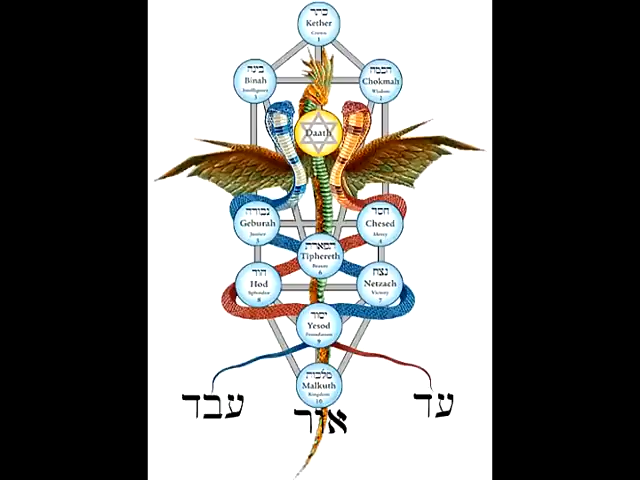 כתר
Kether
Crown
1
בינה
Binah
Intelligence
3
חכמה
Chokmah
Wisdom
2
Daath
גבורה
Geburah
Justice
5
חסד
Chesed
Mercy
4
תפארת
Tiphereth
Beauty
6
הוד
Hod
Splendor
8
נצח
Netzach
Victory
7
יסוד
Yesod
Foundation
9
מלכות
Malkuth
Kingdom
10
עבד
עד